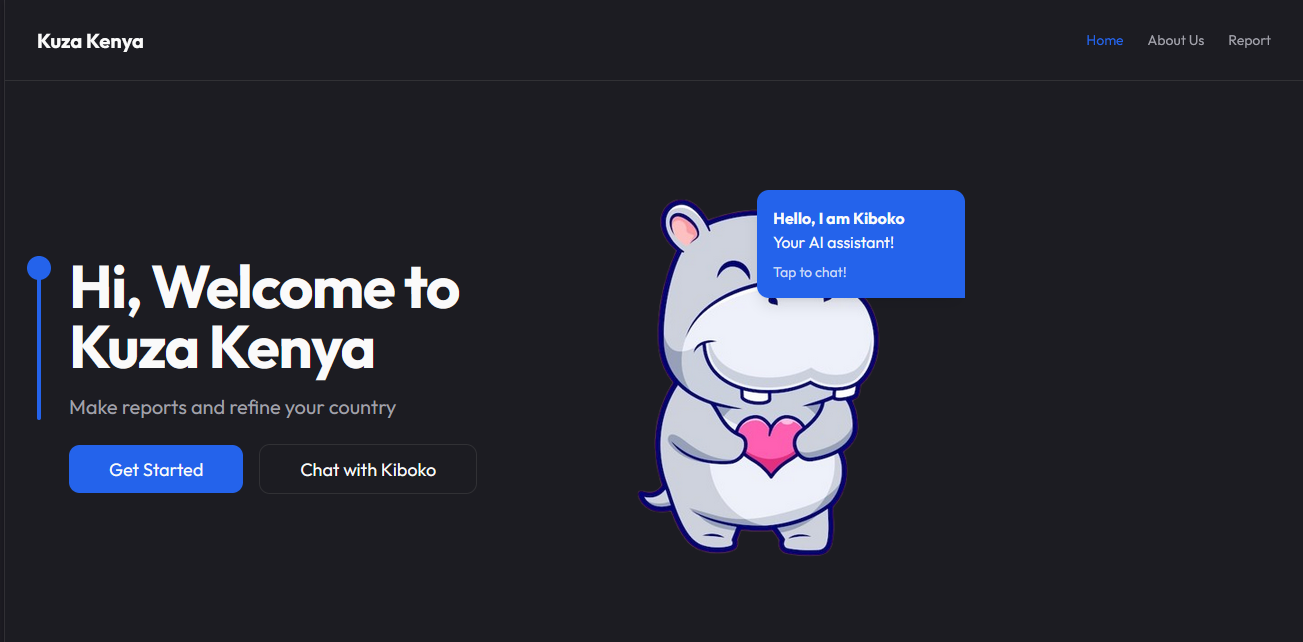 Kuza Kenya
Home About Us Report
Hello, I am Kiboko
Your AI assistant!
Tap to chat!
Hi, Welcome to
Kuza Kenya
Make reports and refine your country
Get Started Chat with Kiboko